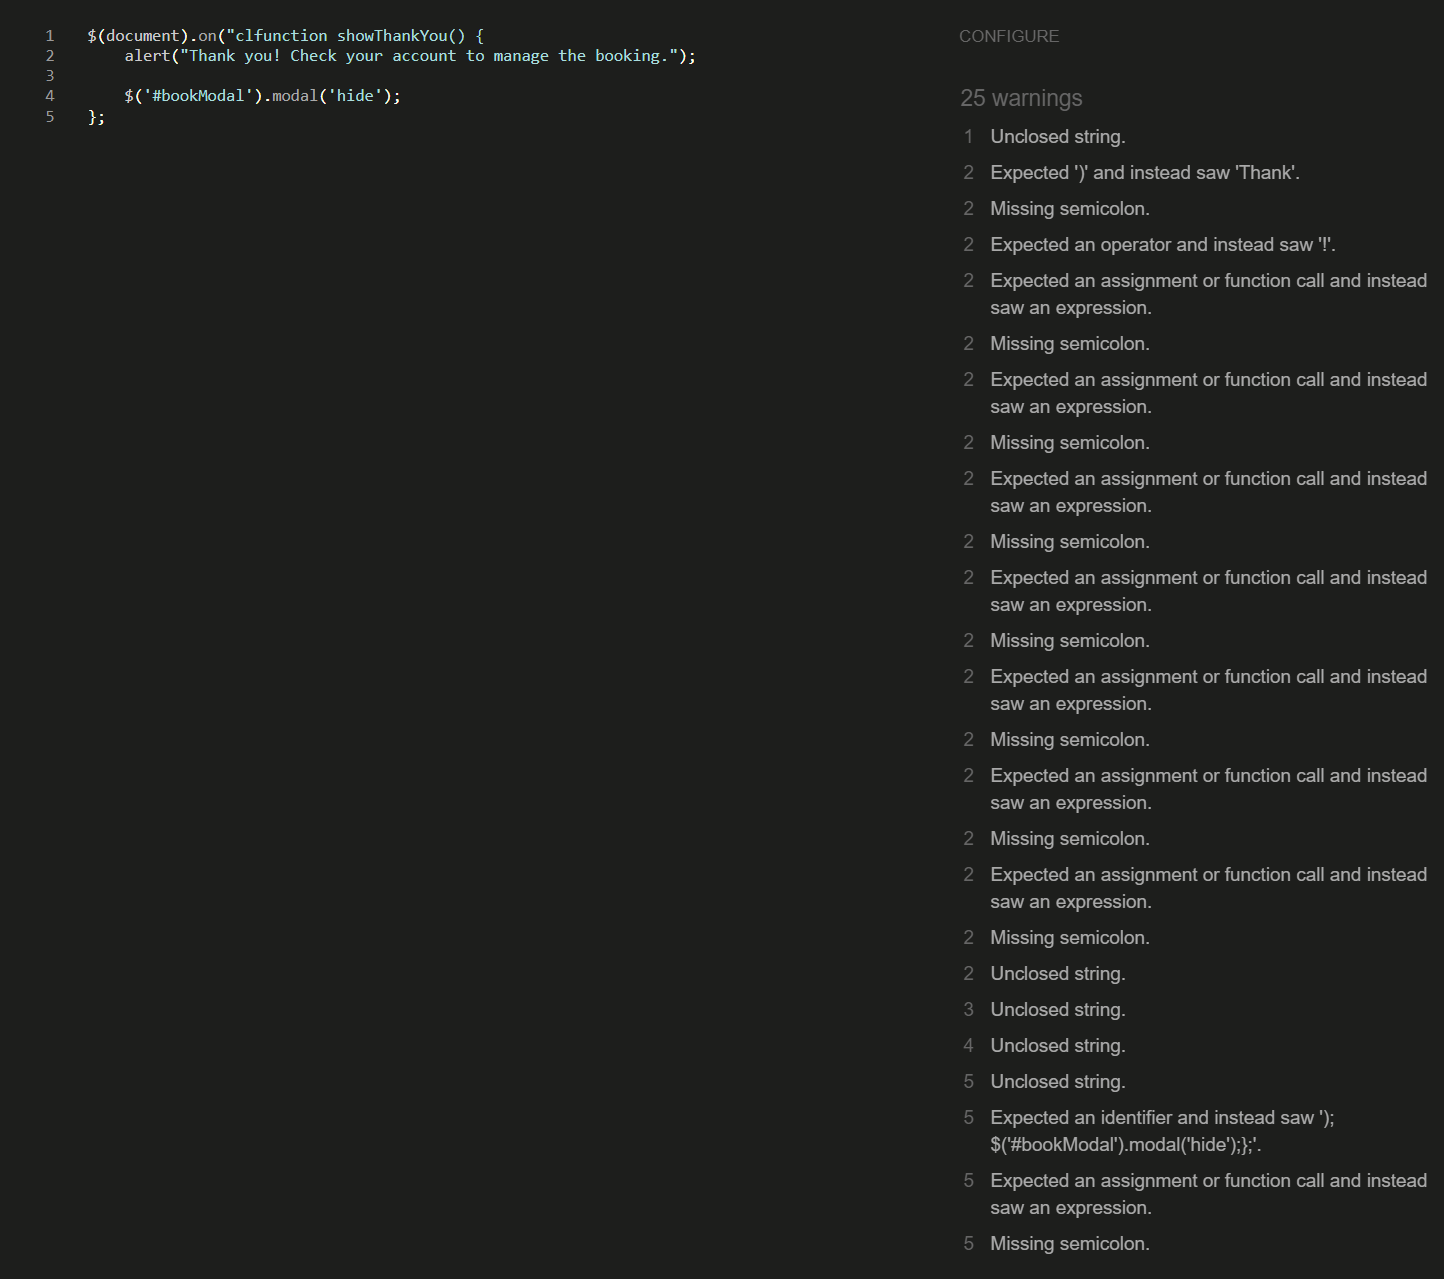 1 $(document).on("clfunction showThankYou() {
2 alert("Thank you! Check your account to manage the booking.");
3
4 $('#bookModal').modal('hide');
5 };
CONFIGURE
25 warnings
1 Unclosed string.
2 Expected ')' and instead saw 'Thank'.
2 Missing semicolon.
2 Expected an operator and instead saw '!'.
2 Expected an assignment or function call and instead
saw an expression.
2 Missing semicolon.
2 Expected an assignment or function call and instead
saw an expression.
2 Missing semicolon.
2 Expected an assignment or function call and instead
saw an expression.
2 Missing semicolon.
2 Expected an assignment or function call and instead
saw an expression.
2 Missing semicolon.
2 Expected an assignment or function call and instead
saw an expression.
2 Missing semicolon.
2 Expected an assignment or function call and instead
saw an expression.
2 Missing semicolon.
2 Expected an assignment or function call and instead
saw an expression.
2 Missing semicolon.
2 Unclosed string.
3 Unclosed string.
4 Unclosed string.
5 Unclosed string.
5 Expected an identifier and instead saw ');
$('#bookModal').modal('hide');};'.
5 Expected an assignment or function call and instead
saw an expression.
5 Missing semicolon.